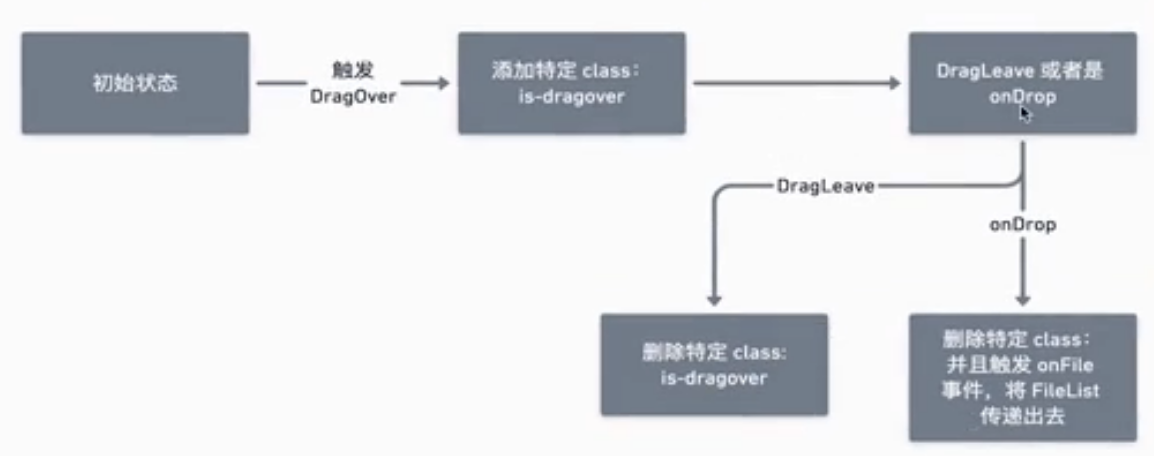 初始状态
触发
DragOver
添加特定 class:
is-dragover
DragLeave 或者是
onDrop
DragLeave
onDrop
删除特定 class:
is-dragover
删除特定 class:
并且触发 onFile
事件，将 FileList
传递出去